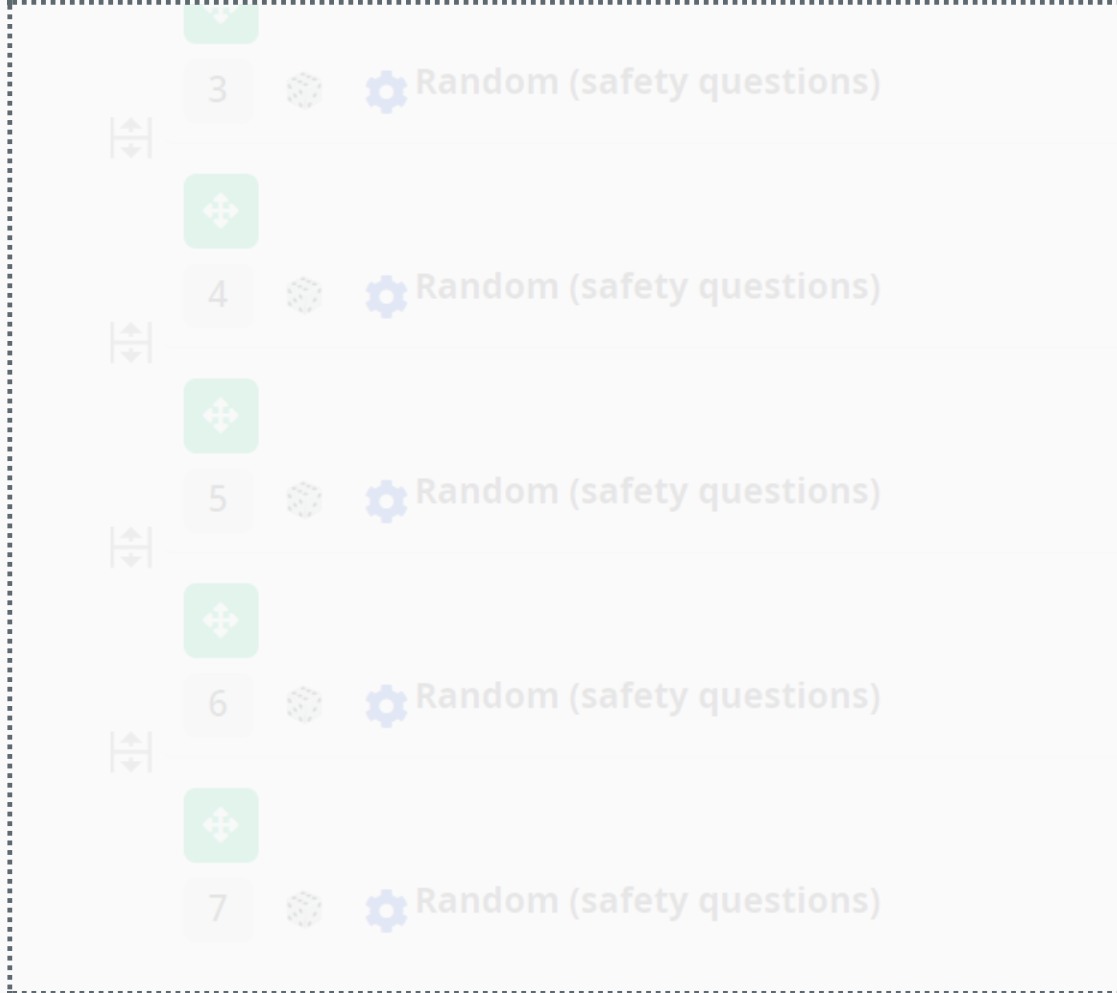 3 Random (safety questions)
4 Random (safety questions)
5 Random (safety questions)
6 Random (safety questions)
7 Random (safety questions)